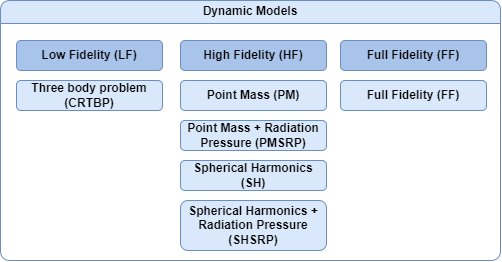 Dynamic Models
Low Fidelity (LF)
Three body problem
(CRTBP)
High Fidelity (HF)
Point Mass (PM)
Point Mass + Radiation
Pressure (PMSRP)
Spherical Harmonics
(SH)
Spherical Harmonics +
Radiation Pressure
(SHSRP)
Full Fidelity (FF)
Full Fidelity (FF)